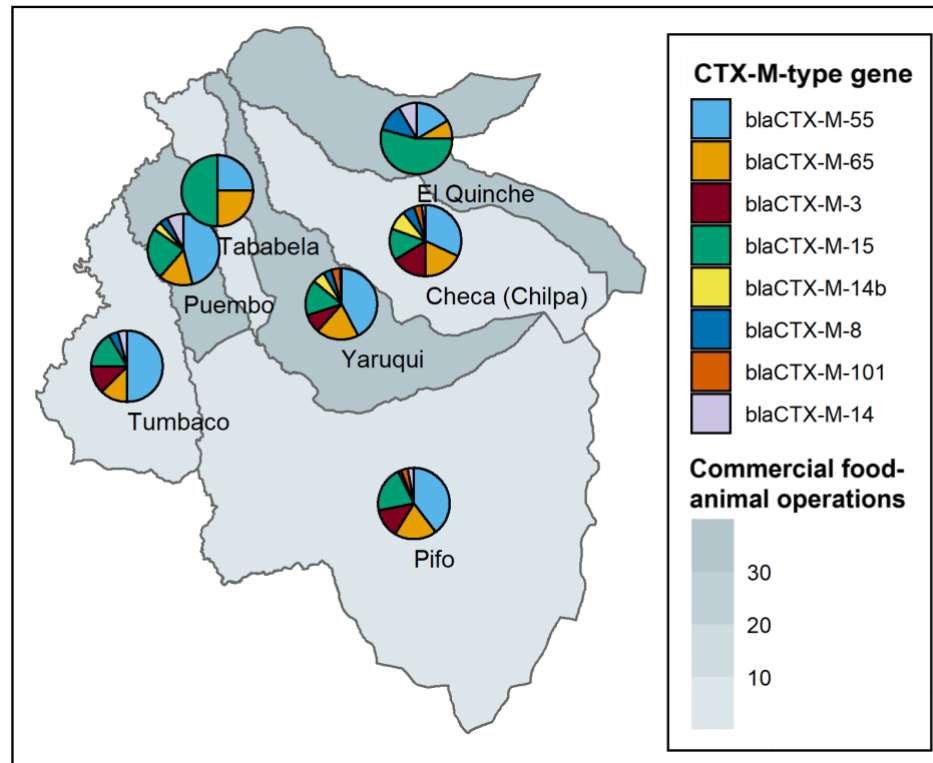 El Quinche
Tababela
Checa (Chilpa)
Puembo
Yaruqui
Tumbaco
Pifo
CTX-M-type gene
blaCTX-M-55
blaCTX-M-65
blaCTX-M-3
blaCTX-M-15
blaCTX-M-14b
blaCTX-M-8
blaCTX-M-101
blaCTX-M-14
Commercial food-
animal operations
30
20
10